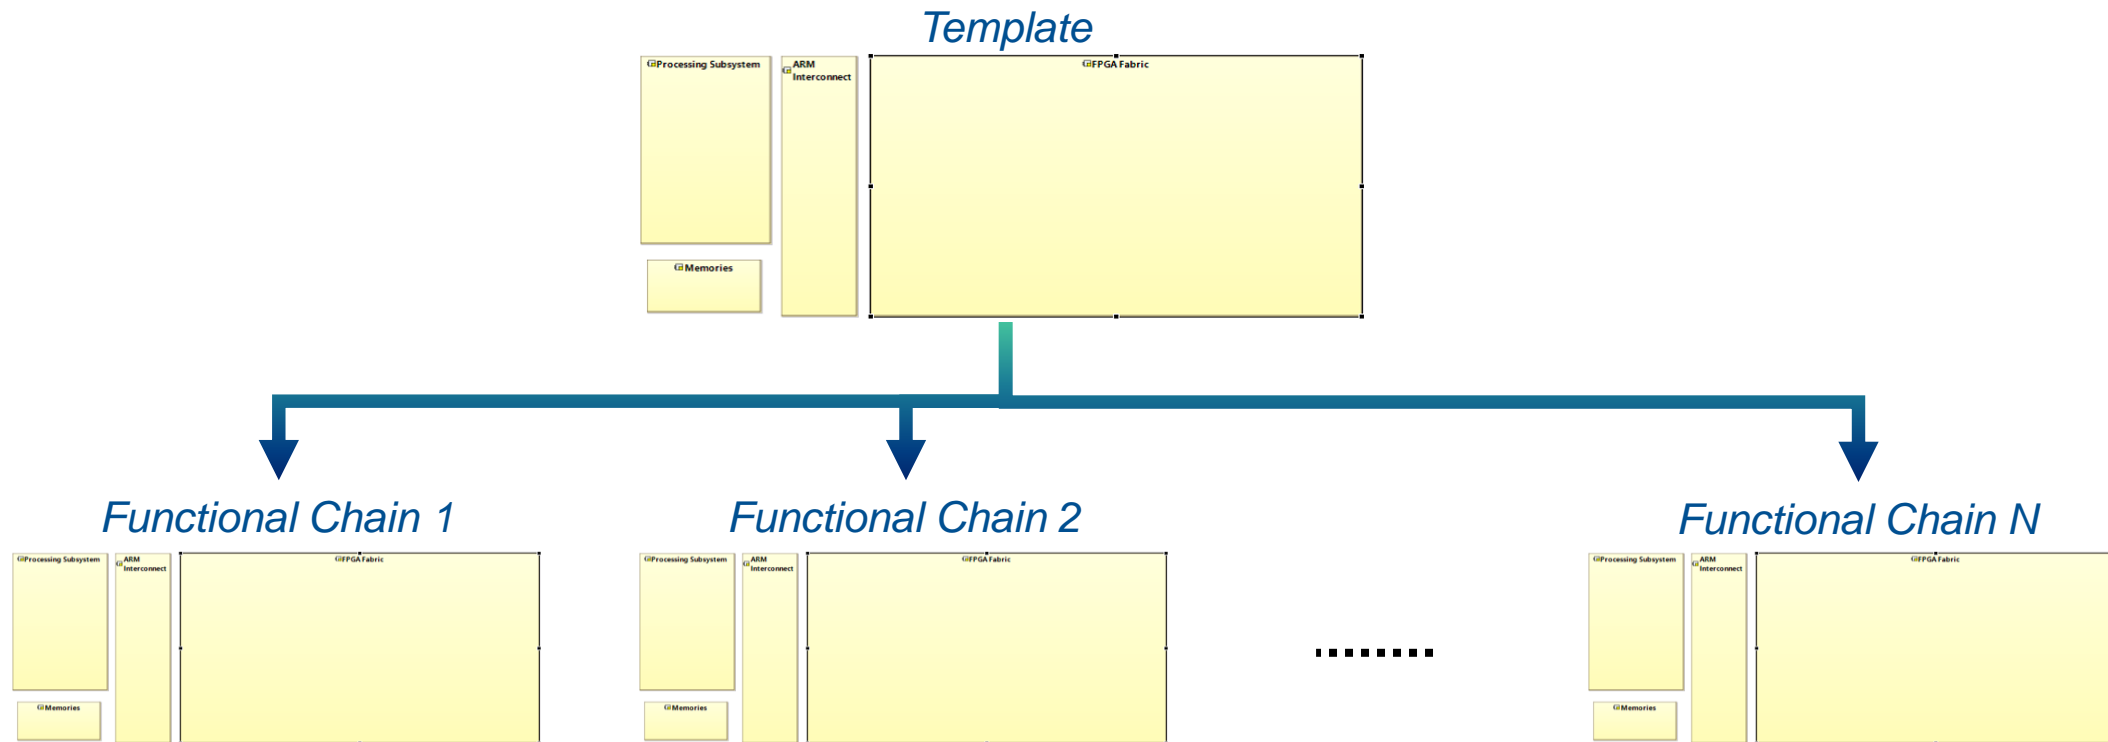 Template
Processing Subsystem
ARM
Interconnect
FPGA Fabric
Memories
Functional Chain 1
Functional Chain 2
Functional Chain N
Processing Subsystem
ARM
Interconnect
FPGA Fabric
Memories
Processing Subsystem
ARM
Interconnect
FPGA Fabric
Memories
Processing Subsystem
ARM
Interconnect
FPGA Fabric
Memories